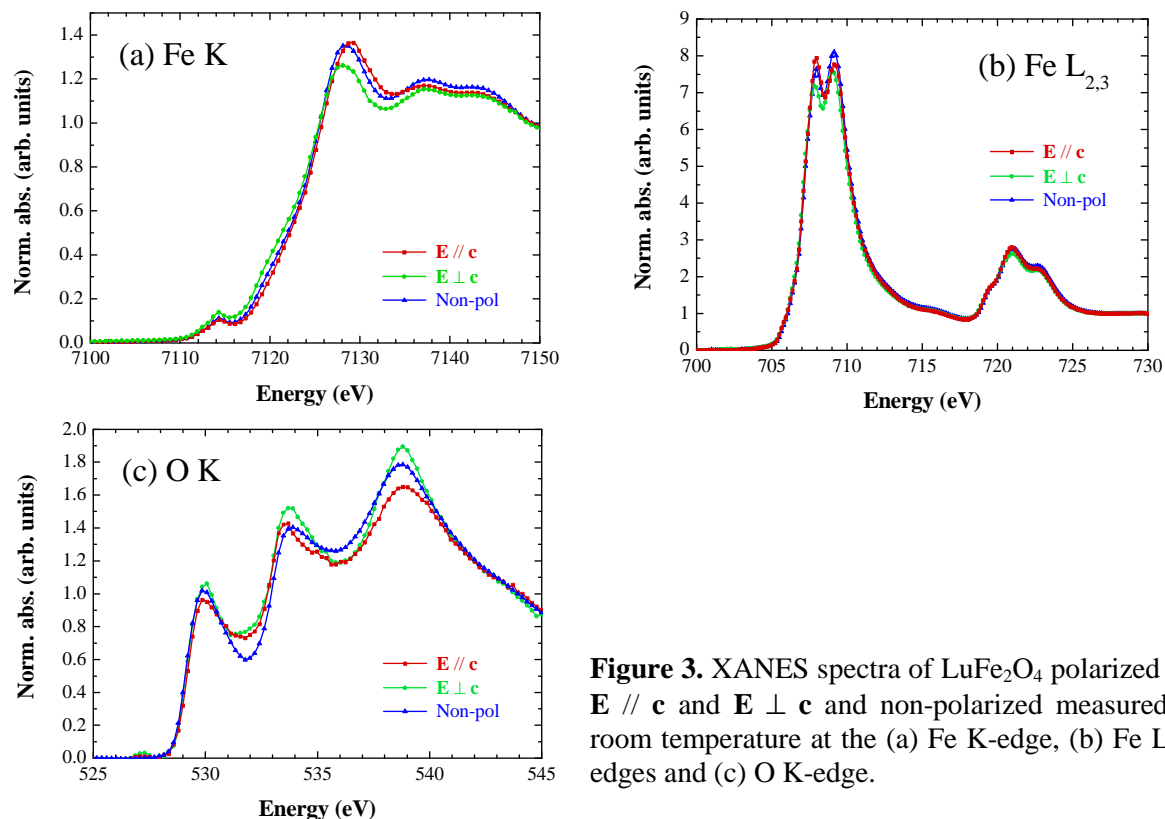 (a) Fe K
1.4
1.2
1.0
0.8
0.6
0.4
0.2
0.0
Norm. abs. (arb. units)
E // c
E ⊥ c
Non-pol
7100 7110 7120 7130 7140 7150
Energy (eV)
(b) Fe L2,3
9
8
7
6
5
4
3
2
1
0
Norm. abs. (arb. units)
E // c
E ⊥ c
Non-pol
700 705 710 715 720 725 730
Energy (eV)
(c) O K
2.0
1.8
1.6
1.4
1.2
1.0
0.8
0.6
0.4
0.2
0.0
Norm. abs. (arb. units)
E // c
E ⊥ c
Non-pol
525 530 535 540 545
Energy (eV)
Figure 3. XANES spectra of LuFe2O4 polarized
E // c and E ⊥ c and non-polarized measured
room temperature at the (a) Fe K-edge, (b) Fe L
edges and (c) O K-edge.